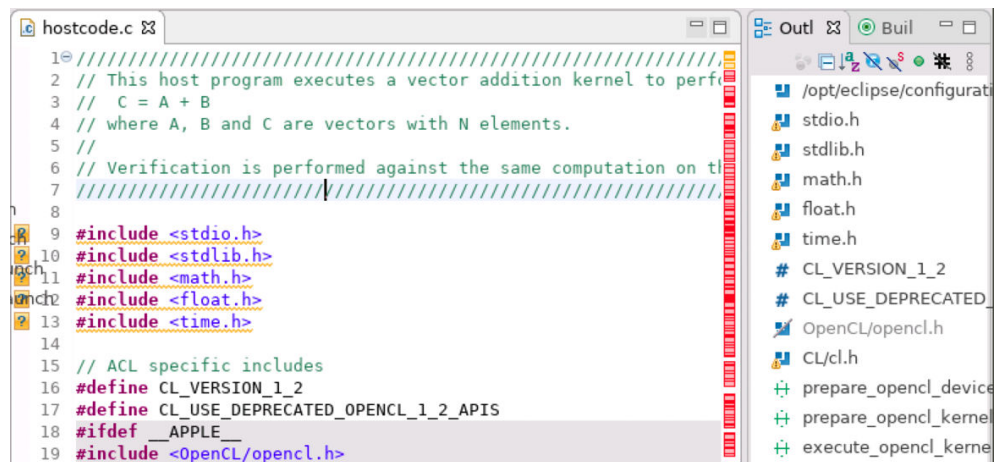 hostcode.c
1 ////////////////////////////////////////////////////////////////
2 // This host program executes a vector addition kernel to perfo
3 //  C = A + B
4 // where A, B and C are vectors with N elements.
5 //
6 // Verification is performed against the same computation on th
7 ////////////////////////////////////////////////////////////////
8
9 #include <stdio.h>
10 #include <stdlib.h>
11 #include <math.h>
12 #include <float.h>
13 #include <time.h>
14
15 // ACL specific includes
16 #define CL_VERSION_1_2
17 #define CL_USE_DEPRECATED_OPENCL_1_2_APIS
18 #ifdef __APPLE__
19 #include <OpenCL/opencl.h>
Outl Buil
/opt/eclipse/configurati
stdio.h
stdlib.h
math.h
float.h
time.h
CL_VERSION_1_2
CL_USE_DEPRECATED_
OpenCL/opencl.h
CL/cl.h
prepare_opencl_device
prepare_opencl_kernel
execute_opencl_kerne